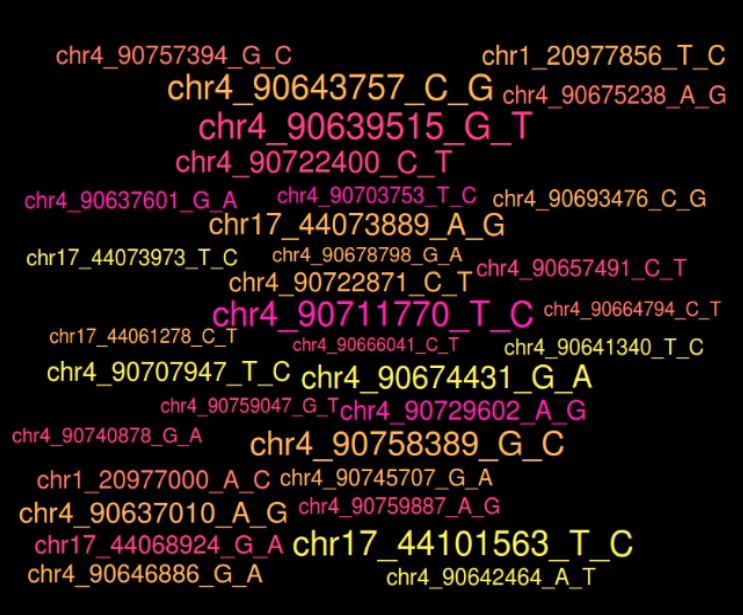 chr4_90757394_G_C chr1_20977856_T_C
chr4_90643757_C_G chr4_90675238_A_G
chr4_90639515_G_T
chr4_90722400_C_T
chr4_90637601_G_A chr4_90703753_T_C chr4_90693476_C_G
chr17_44073889_A_G
chr17_44073973_T_C chr4_90678798_G_A chr4_90657491_C_T
chr4_90722871_C_T
chr4_90711770_T_C chr4_90664794_C_T
chr17_44061278_C_T chr4_90666041_C_T chr4_90641340_T_C
chr4_90707947_T_C chr4_90674431_G_A
chr4_90759047_G_T chr4_90729602_A_G
chr4_90740878_G_A chr4_90758389_G_C
chr1_20977000_A_C chr4_90745707_G_A
chr4_90637010_A_G chr4_90759887_A_G
chr17_44068924_G_A chr17_44101563_T_C
chr4_90646886_G_A chr4_90642464_A_T